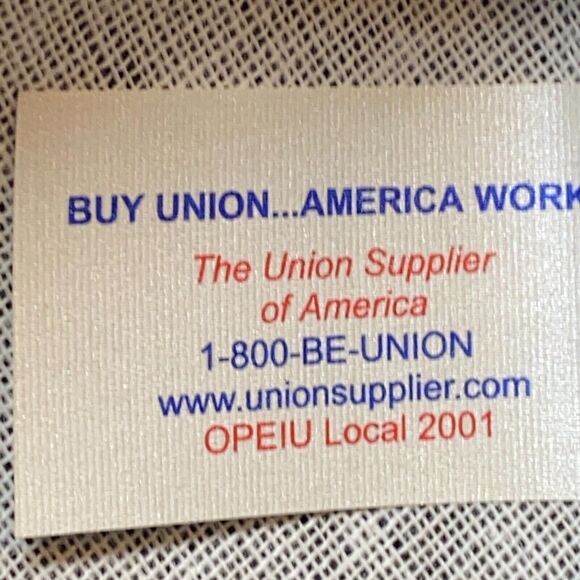 BUY UNION...AMERICA WORK
The Union Supplier
of America
1-800-BE-UNION
www.unionsupplier.com
OPEIU Local 2001